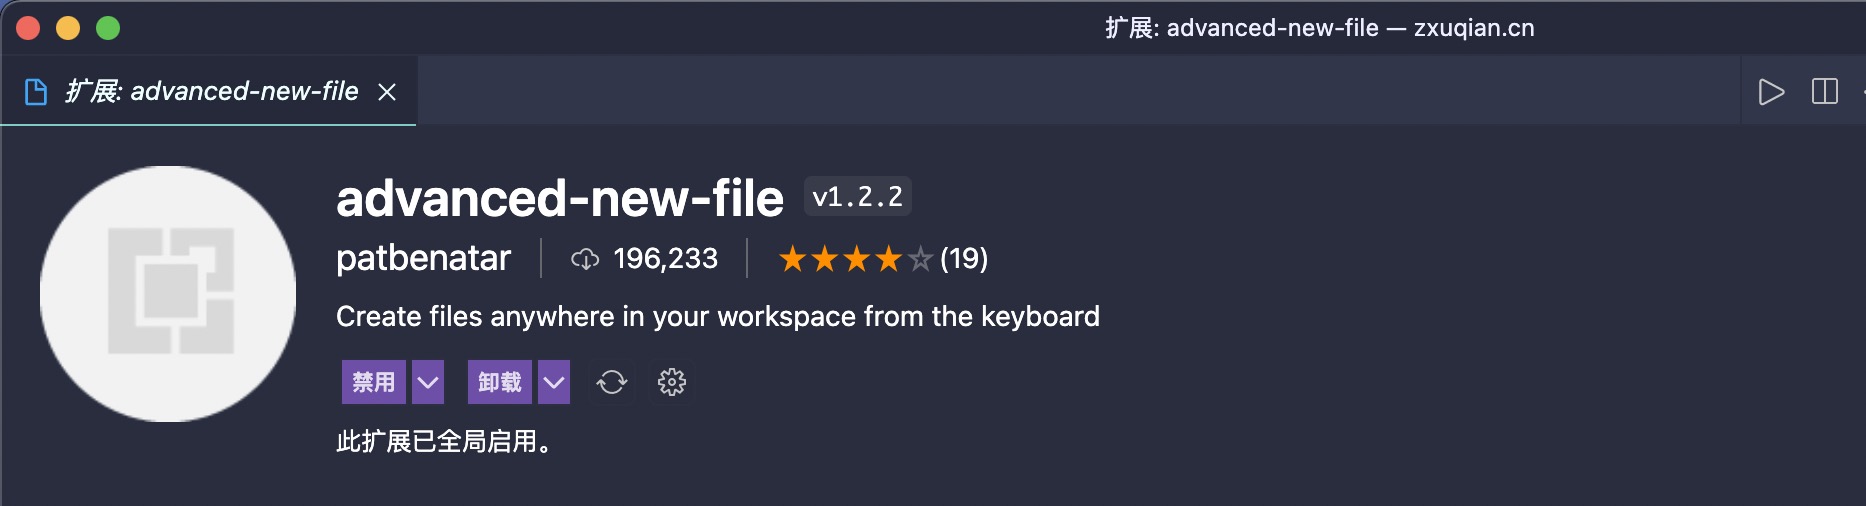 扩展: advanced-new-file — zxuqian.cn
扩展: advanced-new-file
advanced-new-file v1.2.2
patbenatar 196,233 (19)
Create files anywhere in your workspace from the keyboard
禁用 卸载
此扩展已全局启用。